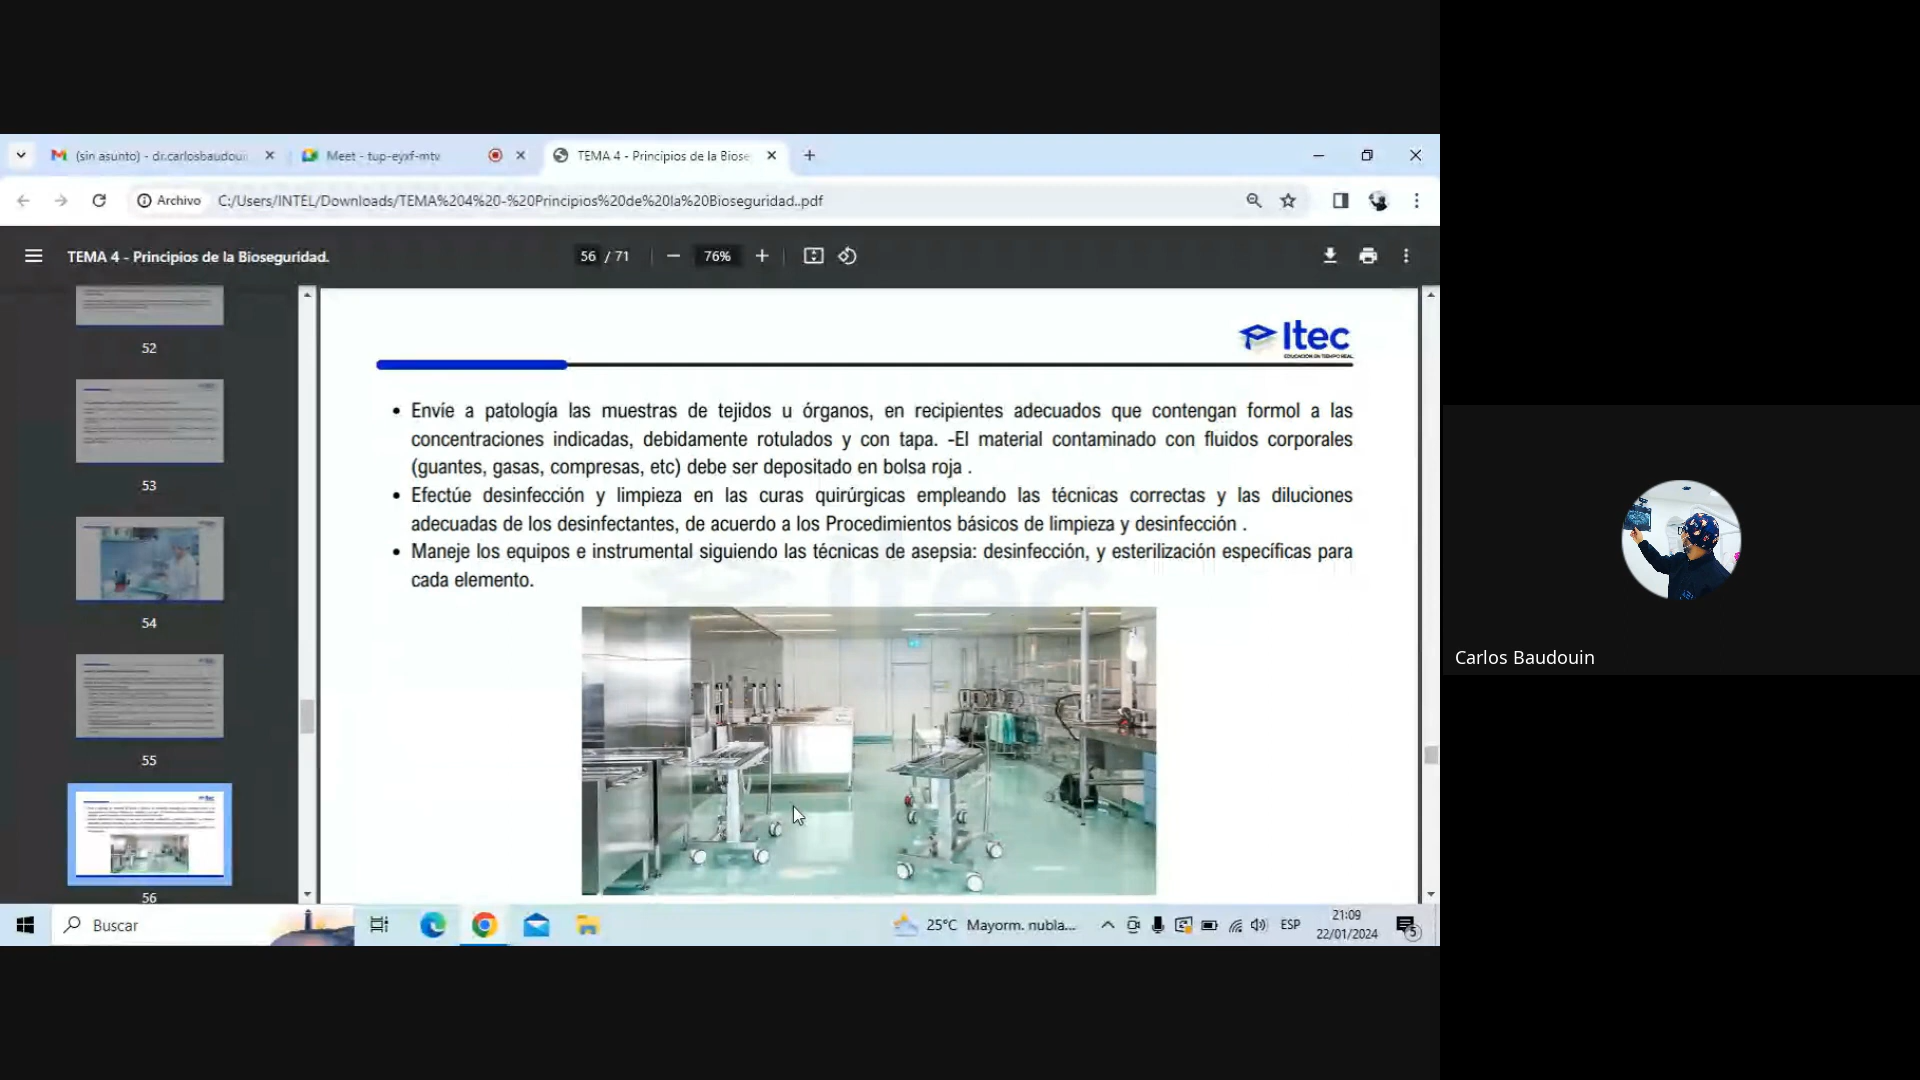 (sin asunto) - dr.carlosbaudoui
Meet - tup-eyxf-mtv
TEMA 4 - Principios de la Biose
Archivo
C:/Users/INTEL/Downloads/TEMA%204%20-%20Principios%20de%20la%20Bioseguridad..pdf
TEMA 4 - Principios de la Bioseguridad.
56 / 71
76%
52
53
54
55
56
Itec
EDUCACIÓN EN TIEMPO REAL
• Envíe a patología las muestras de tejidos u órganos, en recipientes adecuados que contengan formol a las
concentraciones indicadas, debidamente rotulados y con tapa. -El material contaminado con fluidos corporales
(guantes, gasas, compresas, etc) debe ser depositado en bolsa roja .
• Efectúe desinfección y limpieza en las curas quirúrgicas empleando las técnicas correctas y las diluciones
adecuadas de los desinfectantes, de acuerdo a los Procedimientos básicos de limpieza y desinfección .
• Maneje los equipos e instrumental siguiendo las técnicas de asepsia: desinfección, y esterilización específicas para
cada elemento.
Carlos Baudouin
Buscar
25°C Mayorm. nubla...
ESP
21:09
22/01/2024
5